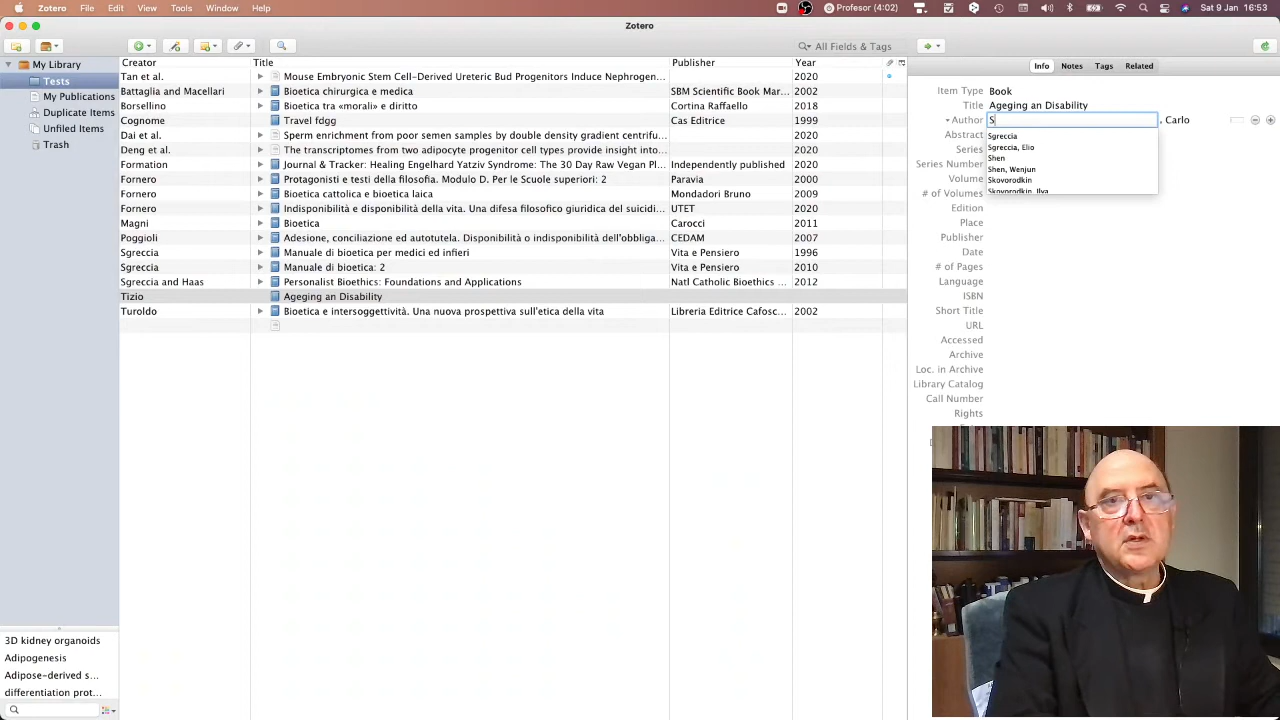 Zotero File Edit View Tools Window Help Profesor (4:02) Sat 9 Jan 16:53
Zotero
All Fields & Tags
My Library
Tests
My Publications
Duplicate Items
Unfiled Items
Trash
Creator Title Publisher Year
Tan et al. Mouse Embryonic Stem Cell-Derived Ureteric Bud Progenitors Induce Nephrogen... 2020
Battaglia and Macellari Bioetica chirurgica e medica SBM Scientific Book Mar... 2002
Borsellino Bioetica tra «morali» e diritto Cortina Raffaello 2018
Cognome Travel fdgg Cas Editrice 1999
Dai et al. Sperm enrichment from poor semen samples by double density gradient centrifu... 2020
Deng et al. The transcriptomes from two adipocyte progenitor cell types provide insight into... 2020
Formation Journal & Tracker: Healing Engelhard Yatziv Syndrome: The 30 Day Raw Vegan Pl... Independently published 2020
Fornero Protagonisti e testi della filosofia. Modulo D. Per le Scuole superiori: 2 Paravia 2000
Fornero Bioetica cattolica e bioetica laica Mondadori Bruno 2009
Fornero Indisponibilità e disponibilità della vita. Una difesa filosofico giuridica del suicidi... UTET 2020
Magni Bioetica Carocci 2011
Poggioli Adesione, conciliazione ed autotutela. Disponibilità o indisponibilità dell'obbliga... CEDAM 2007
Sgreccia Manuale di bioetica per medici ed infieri Vita e Pensiero 1996
Sgreccia Manuale di bioetica: 2 Vita e Pensiero 2010
Sgreccia and Haas Personalist Bioethics: Foundations and Applications Natl Catholic Bioethics ... 2012
Tizio Ageging an Disability
Turoldo Bioetica e intersoggettività. Una nuova prospettiva sull'etica della vita Libreria Editrice Cafosc... 2002
3D kidney organoids
Adipogenesis
Adipose-derived s...
differentiation prot...
Info Notes Tags Related
Item Type Book
Title Ageging an Disability
Author S , Carlo
Sgreccia
Sgreccia, Elio
Shen
Shen, Wenjun
Skovorodkin
Skovorodkin, Ilya
Abstract
Series
Series Number
Volume
# of Volumes
Edition
Place
Publisher
Date
# of Pages
Language
ISBN
Short Title
URL
Accessed
Archive
Loc. in Archive
Library Catalog
Call Number
Rights